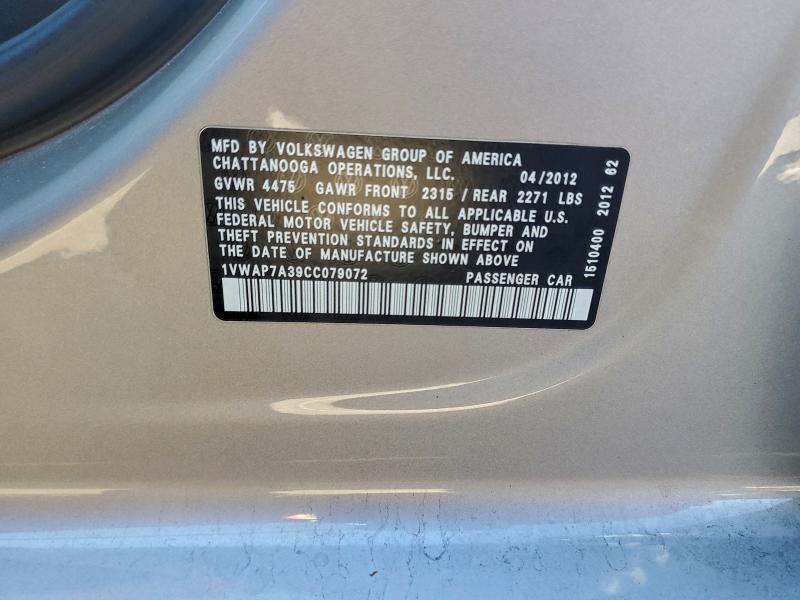 MFD BY VOLKSWAGEN GROUP OF AMERICA
CHATTANOOGA OPERATIONS, LLC. 04/2012
GVWR 4475 GAWR FRONT 2315 / REAR 2271 LBS
THIS VEHICLE CONFORMS TO ALL APPLICABLE U.S.
FEDERAL MOTOR VEHICLE SAFETY, BUMPER AND
THEFT PREVENTION STANDARDS IN EFFECT ON
THE DATE OF MANUFACTURE SHOWN ABOVE
1VWAP7A39CC079072 PASSENGER CAR
1510400 2012 62